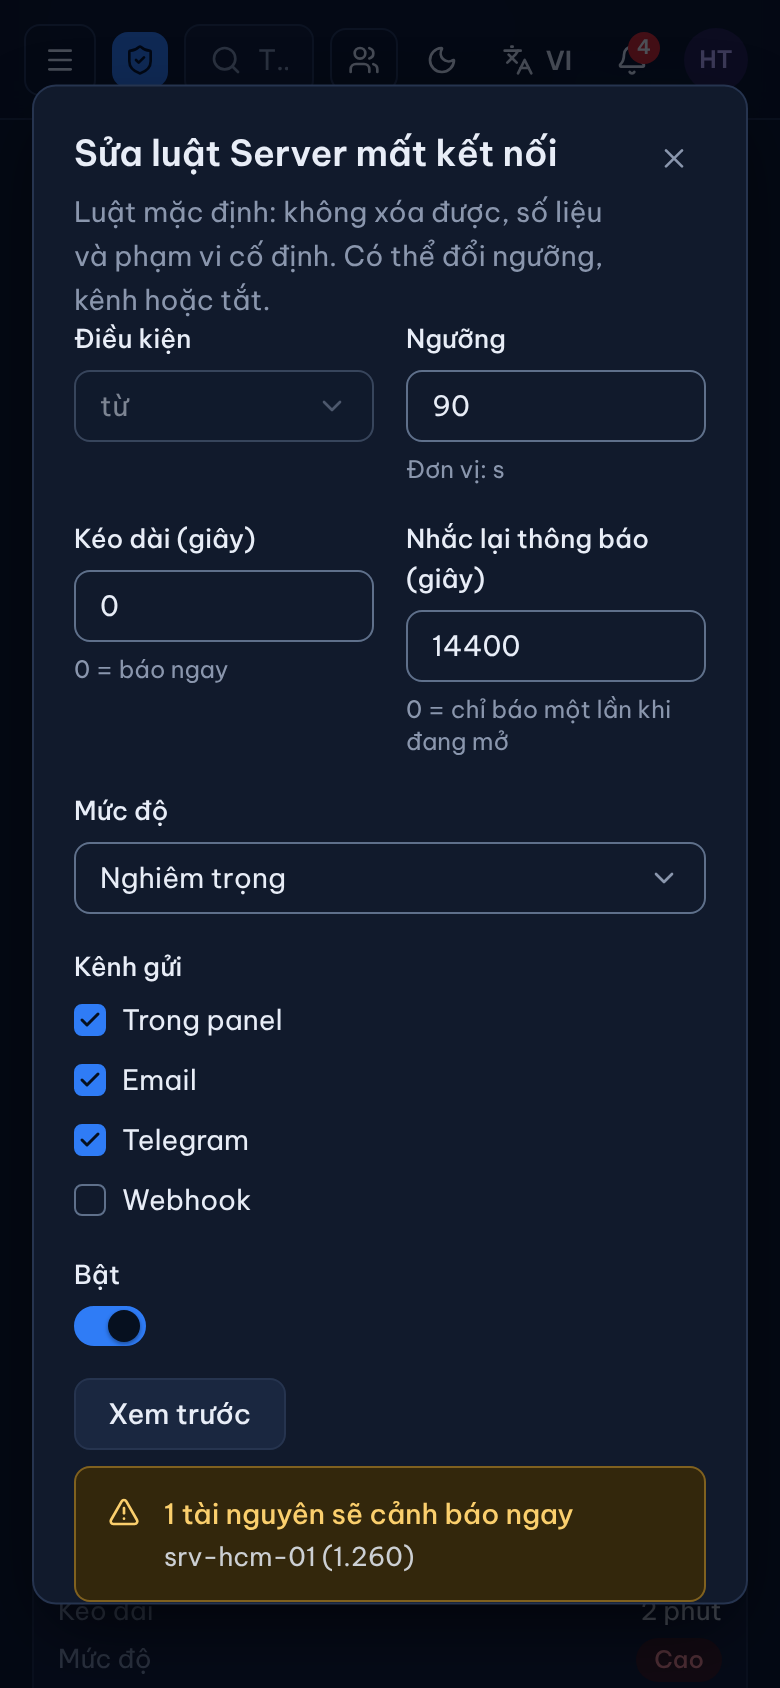 T..
VI
4
HT
Sửa luật Server mất kết nối
Luật mặc định: không xóa được, số liệu
và phạm vi cố định. Có thể đổi ngưỡng,
kênh hoặc tắt.
Điều kiện
Ngưỡng
từ
90
Đơn vị: s
Kéo dài (giây)
Nhắc lại thông báo
(giây)
0
14400
0 = báo ngay
0 = chỉ báo một lần khi
đang mở
Mức độ
Nghiêm trọng
Kênh gửi
Trong panel
Email
Telegram
Webhook
Bật
Xem trước
1 tài nguyên sẽ cảnh báo ngay
srv-hcm-01 (1.260)
Kéo dài
2 phút
Mức độ
Cao